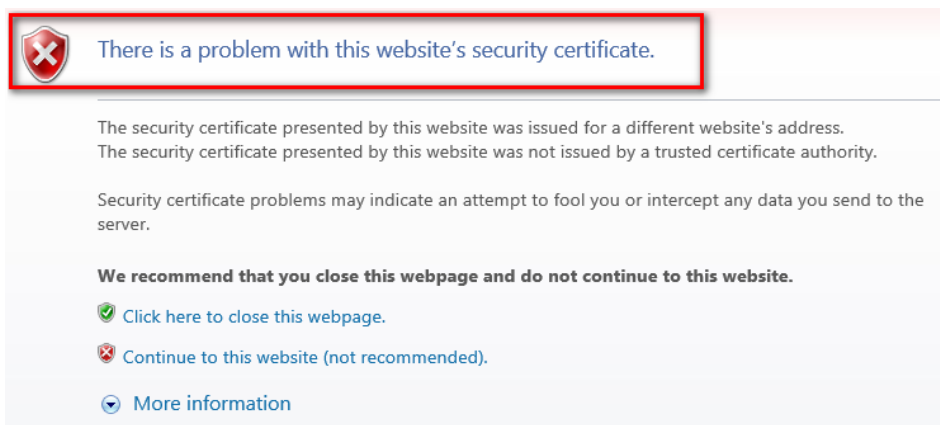 There is a problem with this website’s security certificate.
The security certificate presented by this website was issued for a different website's address.
The security certificate presented by this website was not issued by a trusted certificate authority.
Security certificate problems may indicate an attempt to fool you or intercept any data you send to the
server.
We recommend that you close this webpage and do not continue to this website.
Click here to close this webpage.
Continue to this website (not recommended).
More information